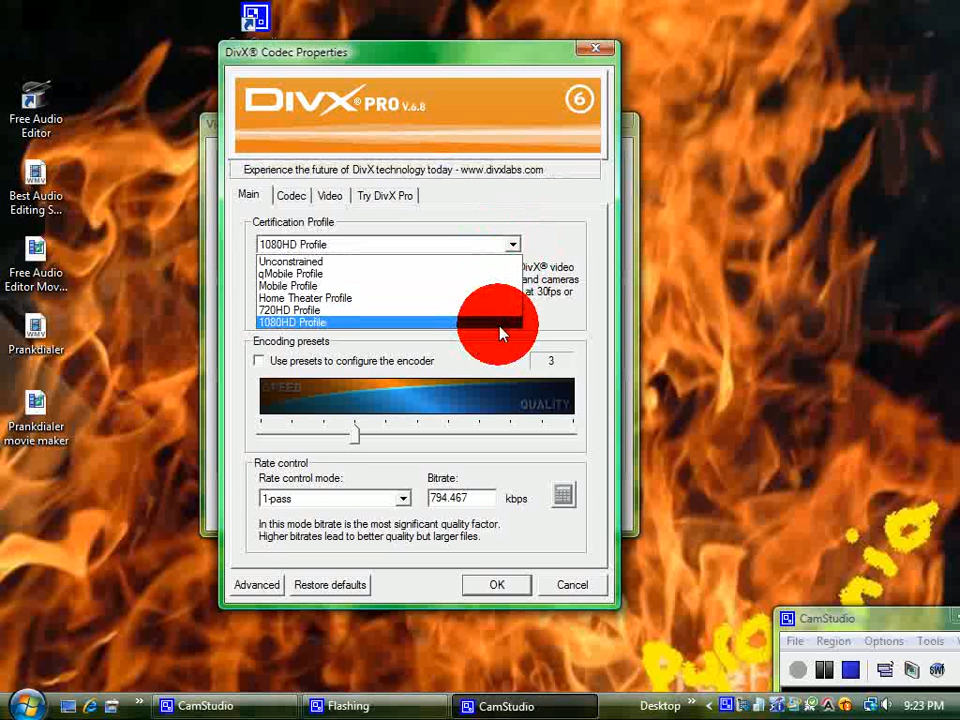 Free Audio
Editor
Best Audio
Editing S...
Free Audio
Editor Mov...
Prankdialer
Prankdialer
movie maker
DivX® Codec Properties
DIVX® PRO V.6.8
6
Experience the future of DivX technology today - www.divxlabs.com
Main Codec Video Try DivX Pro
Certification Profile
1080HD Profile
Unconstrained
qMobile Profile
Mobile Profile
Home Theater Profile
720HD Profile
1080HD Profile
DivX® video
and cameras
at 30fps or
Encoding presets
Use presets to configure the encoder 3
SPEED
QUALITY
Rate control
Rate control mode: Bitrate:
1-pass 794.467 kbps
In this mode bitrate is the most significant quality factor.
Higher bitrates lead to better quality but larger files.
Advanced Restore defaults OK Cancel
CamStudio
File Region Options Tools
CamStudio Flashing CamStudio Desktop 9:23 PM